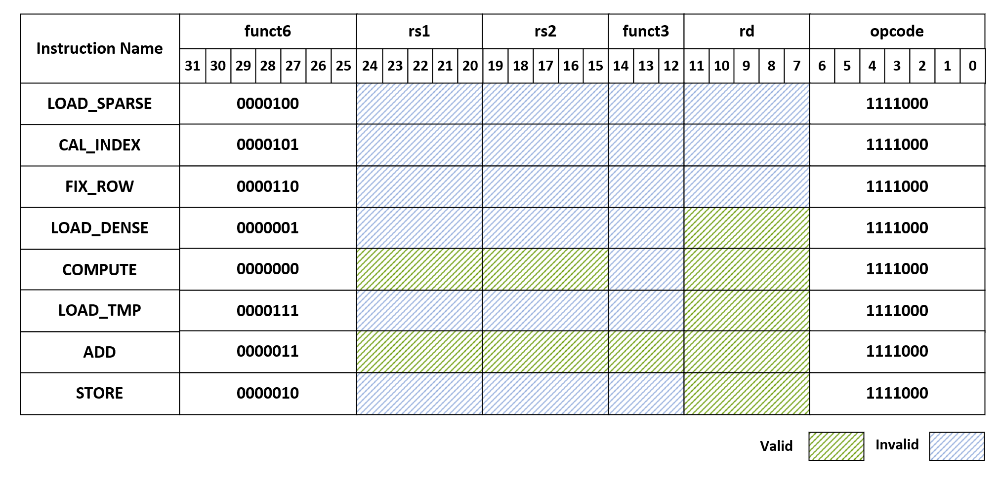 Instruction Name funct6 rs1 rs2 funct3 rd opcode
31 30 29 28 27 26 25 24 23 22 21 20 19 18 17 16 15 14 13 12 11 10 9 8 7 6 5 4 3 2 1 0
LOAD_SPARSE 0000100 1111000
CAL_INDEX 0000101 1111000
FIX_ROW 0000110 1111000
LOAD_DENSE 0000001 1111000
COMPUTE 0000000 1111000
LOAD_TMP 0000111 1111000
ADD 0000011 1111000
STORE 0000010 1111000
Valid Invalid